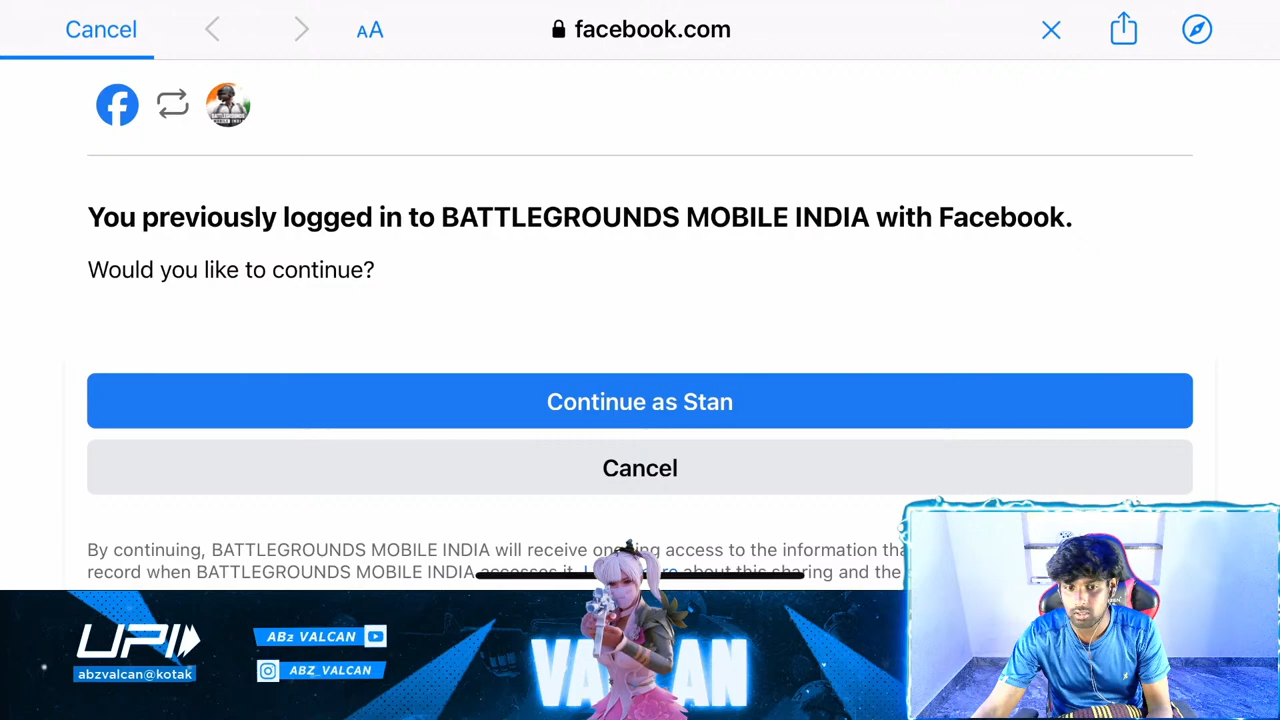 Cancel
AA
facebook.com
You previously logged in to BATTLEGROUNDS MOBILE INDIA with Facebook.
Would you like to continue?
Continue as Stan
Cancel
By continuing, BATTLEGROUNDS MOBILE INDIA will receive access to the information
record when BATTLEGROUNDS MOBILE INDIA accesses it. about this sharing and the
UPI
abzvalcan@kotak
ABz VALCAN
ABZ_VALCAN